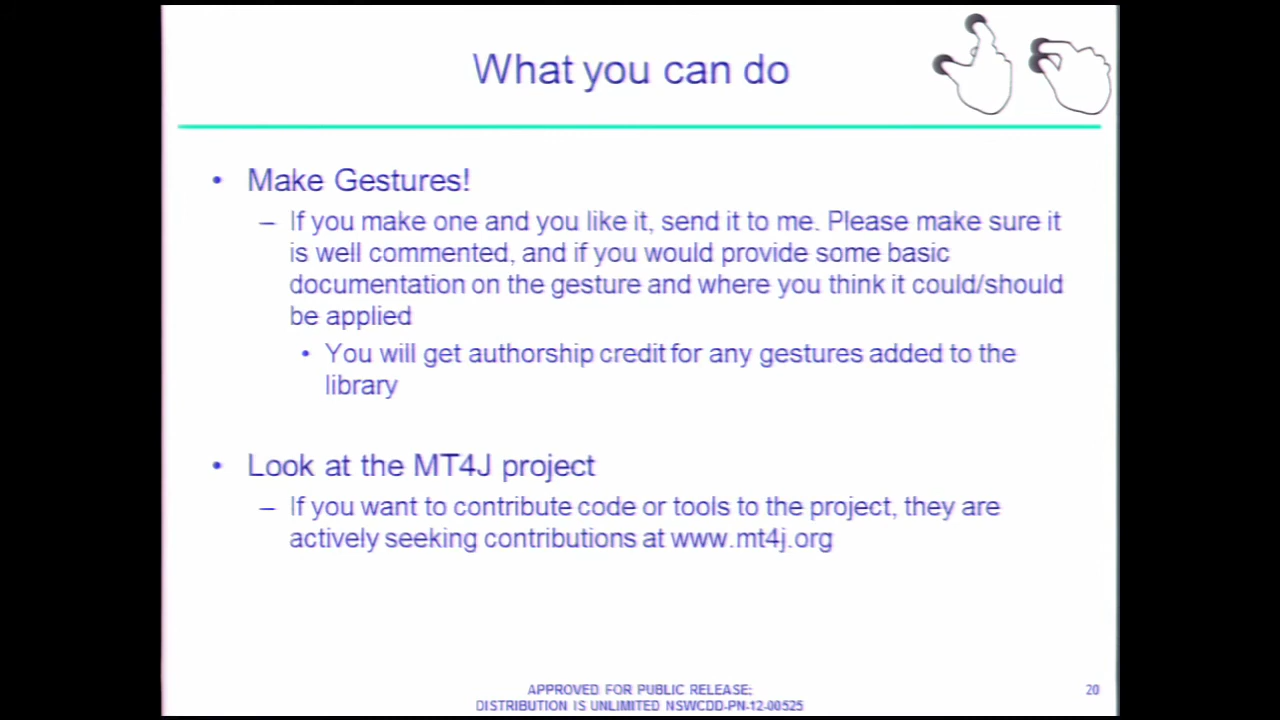 What you can do
• Make Gestures!
– If you make one and you like it, send it to me. Please make sure it
is well commented, and if you would provide some basic
documentation on the gesture and where you think it could/should
be applied
• You will get authorship credit for any gestures added to the
library
• Look at the MT4J project
– If you want to contribute code or tools to the project, they are
actively seeking contributions at www.mt4j.org
APPROVED FOR PUBLIC RELEASE;
DISTRIBUTION IS UNLIMITED NSWCDD-PN-12-00525
20